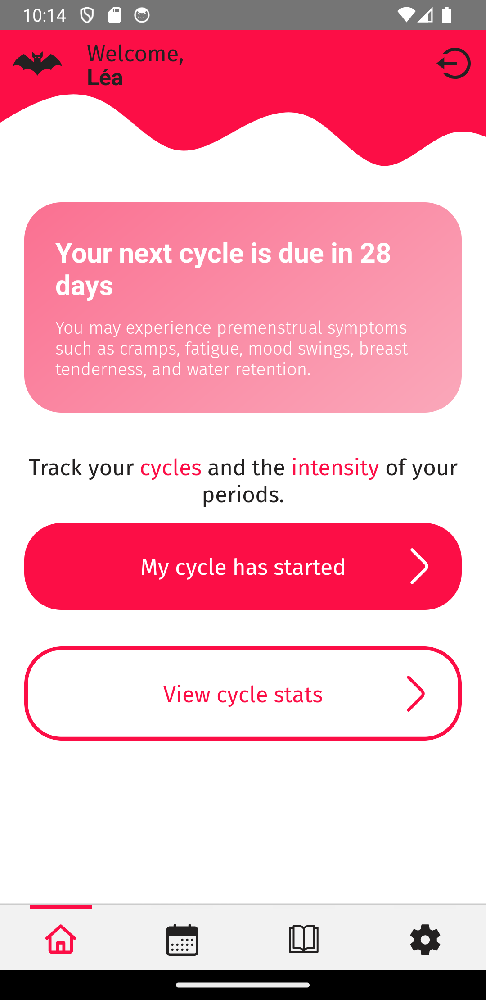 10:14
Welcome,
Léa
Your next cycle is due in 28
days
You may experience premenstrual symptoms
such as cramps, fatigue, mood swings, breast
tenderness, and water retention.
Track your cycles and the intensity of your
periods.
My cycle has started
View cycle stats